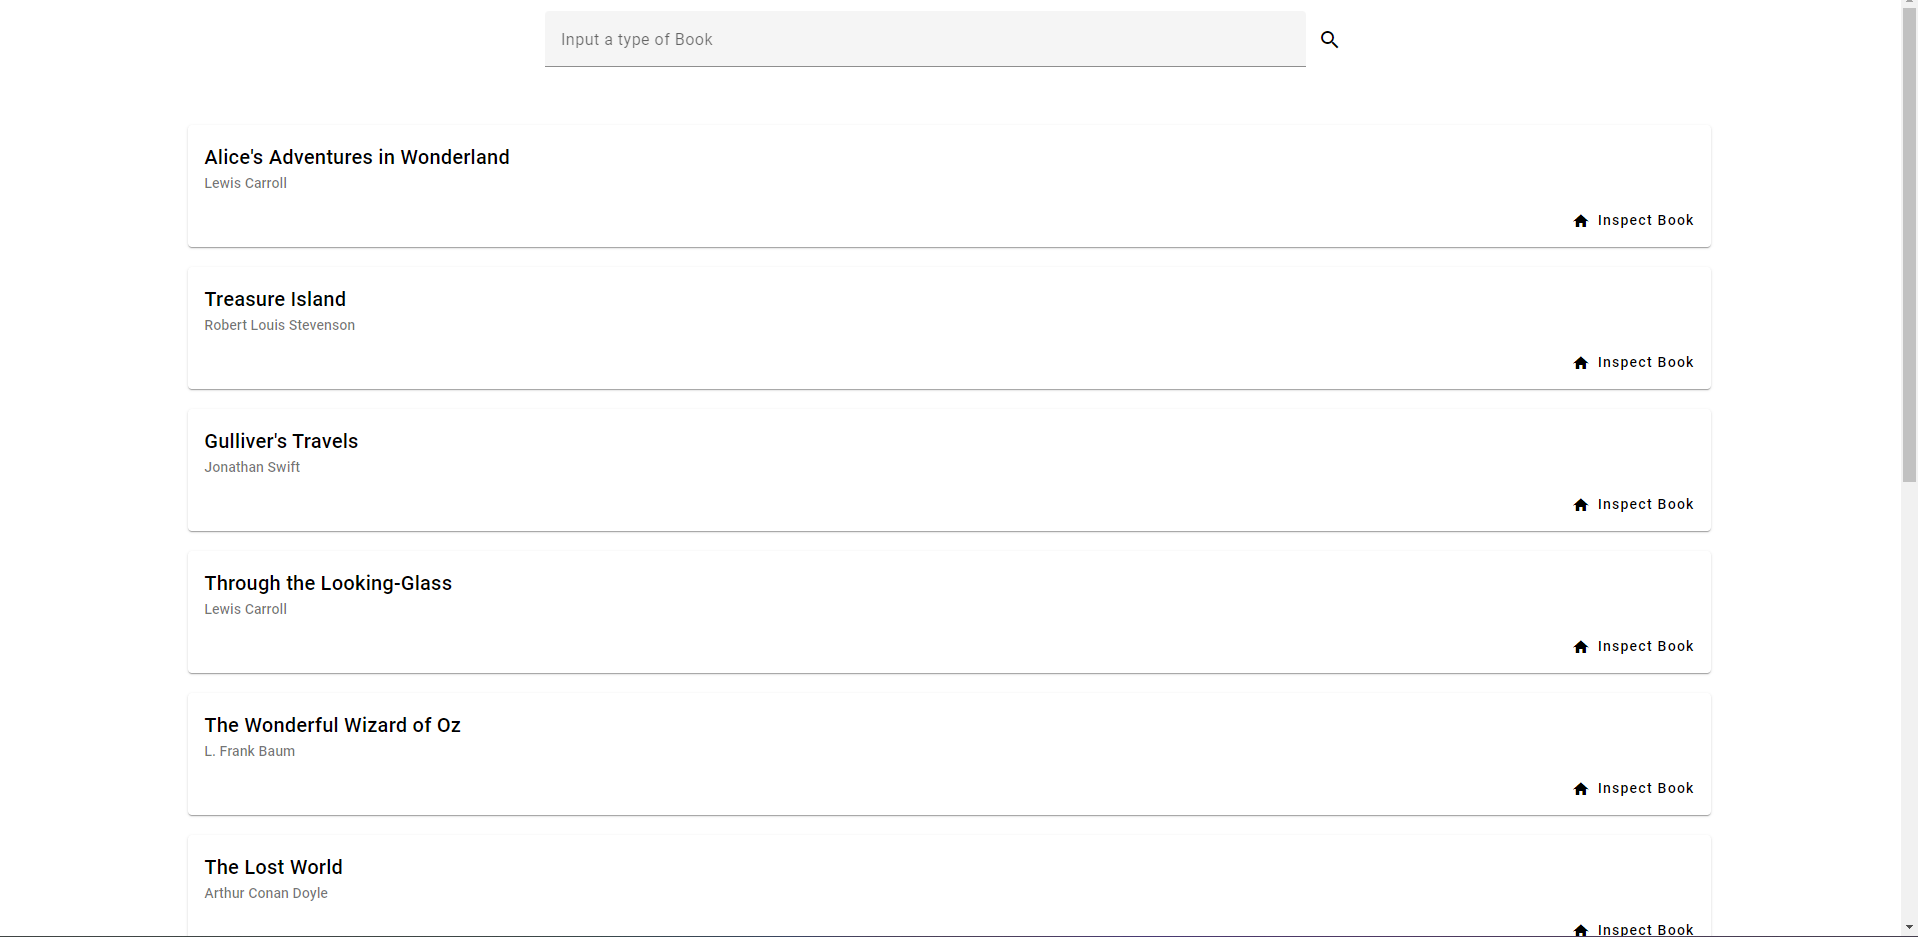 Input a type of Book
Alice's Adventures in Wonderland
Lewis Carroll
Inspect Book
Treasure Island
Robert Louis Stevenson
Inspect Book
Gulliver's Travels
Jonathan Swift
Inspect Book
Through the Looking-Glass
Lewis Carroll
Inspect Book
The Wonderful Wizard of Oz
L. Frank Baum
Inspect Book
The Lost World
Arthur Conan Doyle
Inspect Book